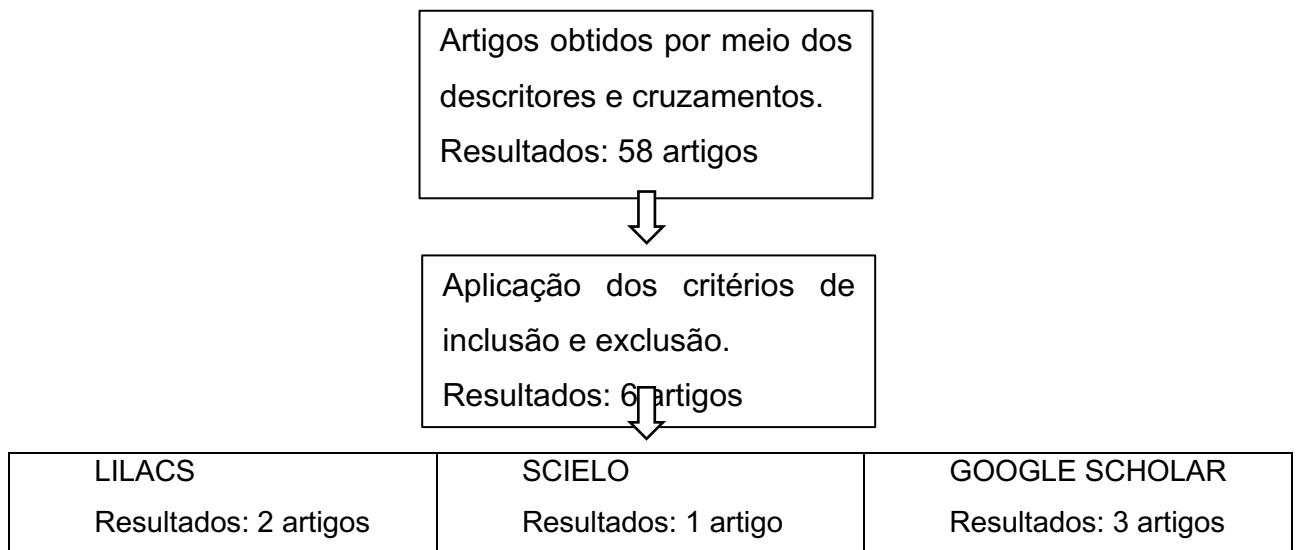 Artigos obtidos por meio dos
descritores e cruzamentos.
Resultados: 58 artigos
Aplicação dos critérios de
inclusão e exclusão.
Resultados: 6 artigos
LILACS
Resultados: 2 artigos
SCIELO
Resultados: 1 artigo
GOOGLE SCHOLAR
Resultados: 3 artigos